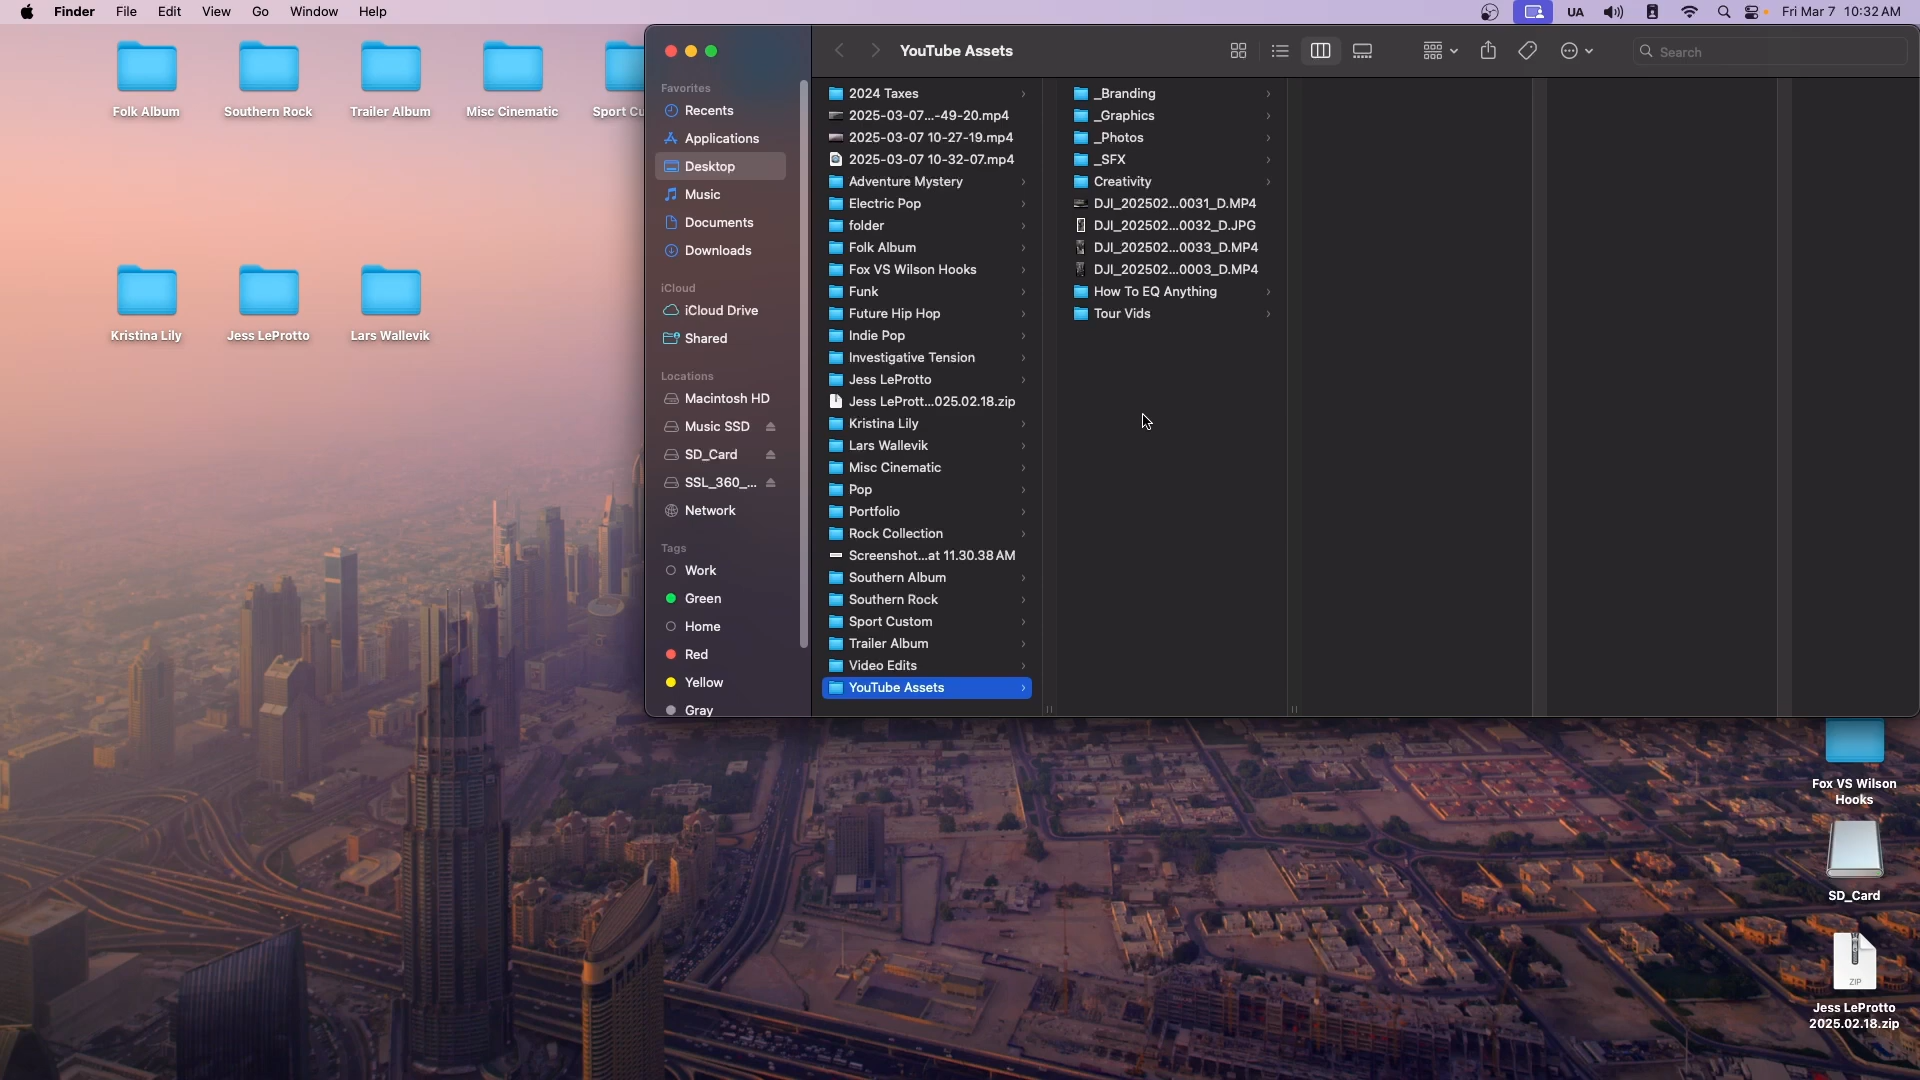 Finder File Edit View Go Window Help
UA Fri Mar 7 10:32 AM
Folk Album
Southern Rock
Trailer Album
Misc Cinematic
Sport Cu
Kristina Lily
Jess LeProtto
Lars Wallevik
YouTube Assets
Search
Favorites
Recents
Applications
Desktop
Music
Documents
Downloads
iCloud
iCloud Drive
Shared
Locations
Macintosh HD
Music SSD
SD_Card
SSL_360_...
Network
Tags
Work
Green
Home
Red
Yellow
Gray
2024 Taxes
2025-03-07...-49-20.mp4
2025-03-07 10-27-19.mp4
2025-03-07 10-32-07.mp4
Adventure Mystery
Electric Pop
folder
Folk Album
Fox VS Wilson Hooks
Funk
Future Hip Hop
Indie Pop
Investigative Tension
Jess LeProtto
Jess LePrott...025.02.18.zip
Kristina Lily
Lars Wallevik
Misc Cinematic
Pop
Portfolio
Rock Collection
Screenshot...at 11.30.38 AM
Southern Album
Southern Rock
Sport Custom
Trailer Album
Video Edits
YouTube Assets
_Branding
_Graphics
_Photos
_SFX
Creativity
DJI_202502...0031_D.MP4
DJI_202502...0032_D.JPG
DJI_202502...0033_D.MP4
DJI_202502...0003_D.MP4
How To EQ Anything
Tour Vids
Fox VS Wilson
Hooks
SD_Card
ZIP
Jess LeProtto
2025.02.18.zip